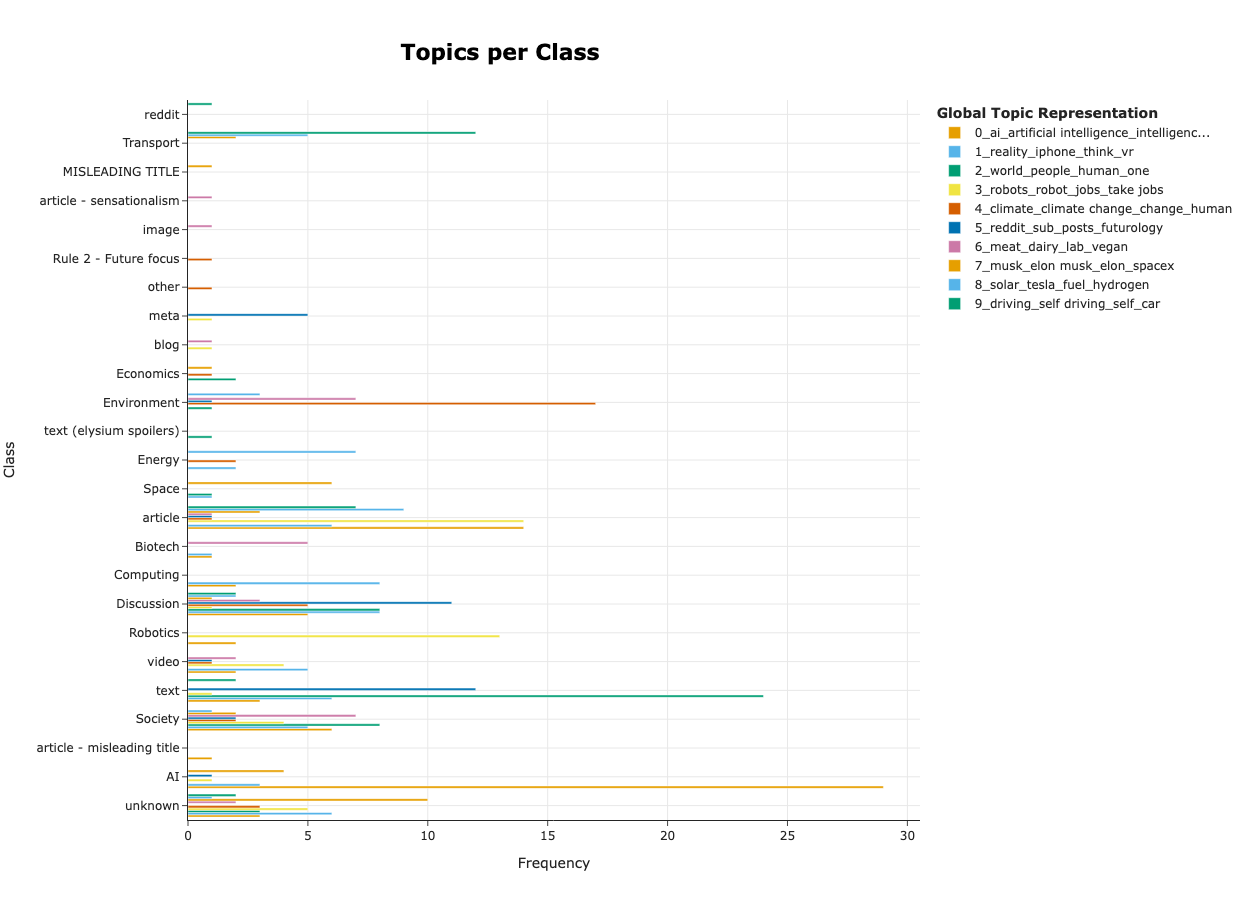 Topics per Class
Global Topic Representation
0_ai_artificial intelligence_intelligenc...
1_reality_iphone_think_vr
2_world_people_human_one
3_robots_robot_jobs_take jobs
4_climate_climate change_change_human
5_reddit_sub_posts_futurology
6_meat_dairy_lab_vegan
7_musk_elon musk_elon_spacex
8_solar_tesla_fuel_hydrogen
9_driving_self driving_self_car
Class
reddit
Transport
MISLEADING TITLE
article - sensationalism
image
Rule 2 - Future focus
other
meta
blog
Economics
Environment
text (elysium spoilers)
Energy
Space
article
Biotech
Computing
Discussion
Robotics
video
text
Society
article - misleading title
AI
unknown
0 5 10 15 20 25 30
Frequency